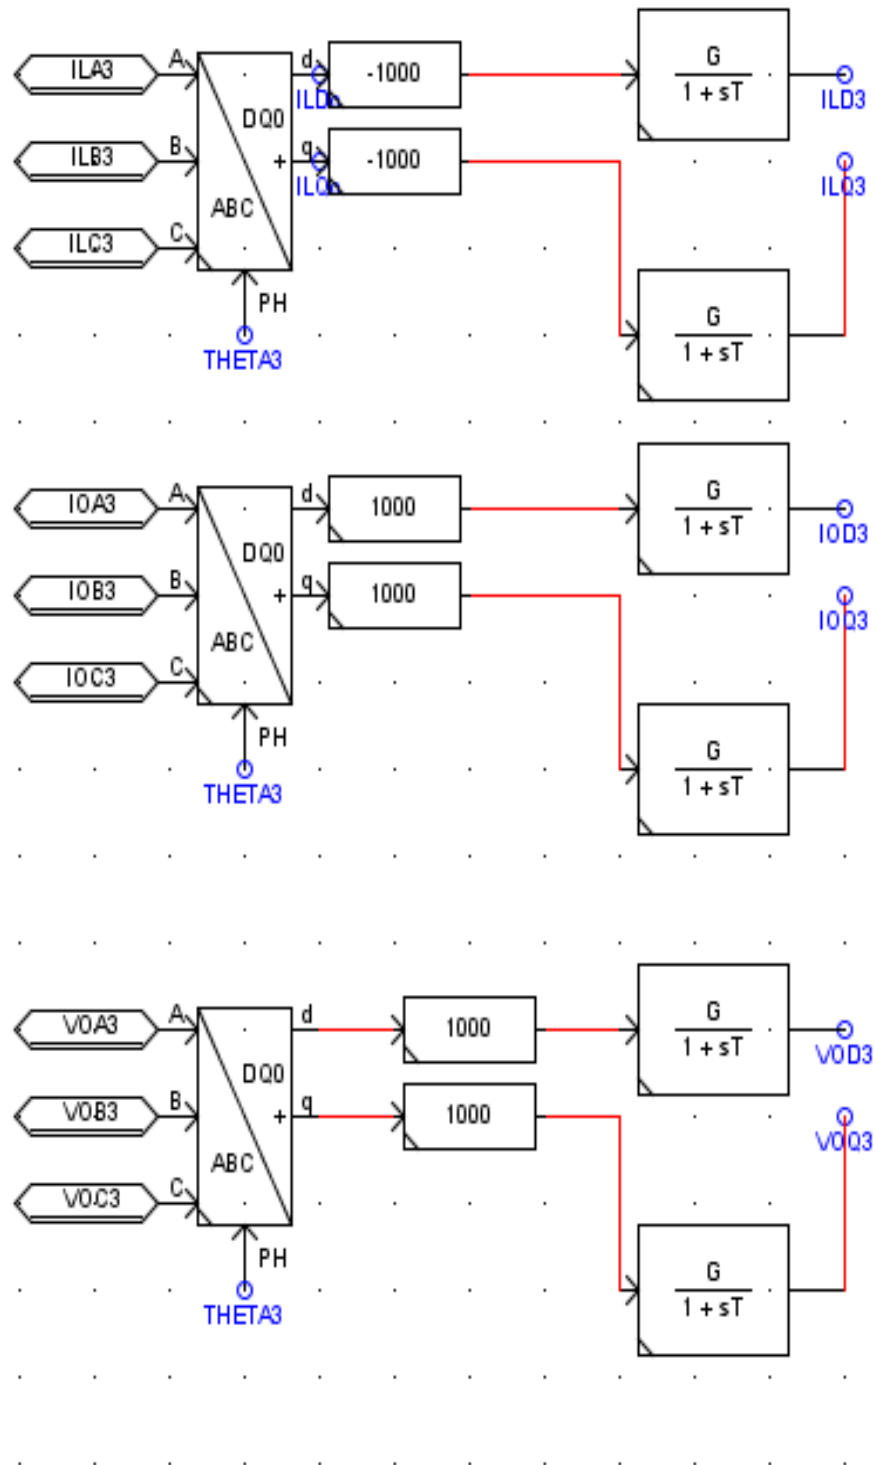 ILA3 A d -1000 G
1 + sT ILD3
DQ0
ILB3 B + q -1000 ILQ3
ABC
ILC3 C
PH G
1 + sT
THETA3
IOA3 A d 1000 G
1 + sT IOD3
DQ0
IOB3 B + q 1000 IOQ3
ABC
IOC3 C
PH G
1 + sT
THETA3
VOA3 A d 1000 G
1 + sT VOD3
DQ0
VOB3 B + q 1000 VOQ3
ABC
VOC3 C
PH G
1 + sT
THETA3